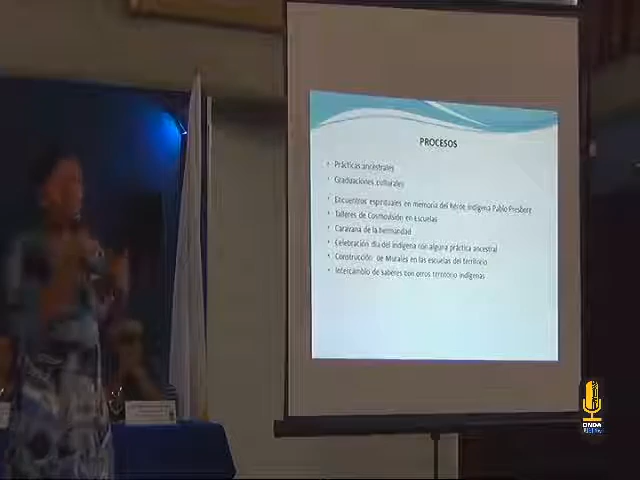 PROCESOS
Prácticas ancestrales
Graduaciones culturales
Encuentros espirituales en memoria del héroe indígena Pablo Presbere
Talleres de Cosmovisión en Escuelas
Caravana de la hermandad
Celebración día del indígena con alguna práctica ancestral
Construcción de Murales en las escuelas del territorio
Intercambio de saberes con otros territorio indígenas
ONDA